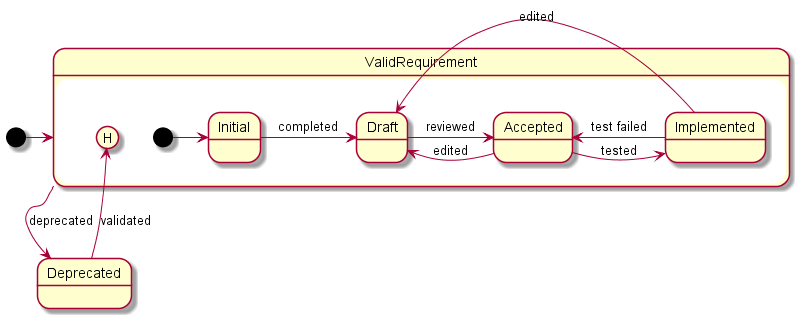 edited
ValidRequirement
H
Initial
completed
Draft
reviewed
edited
Accepted
test failed
tested
Implemented
deprecated
validated
Deprecated